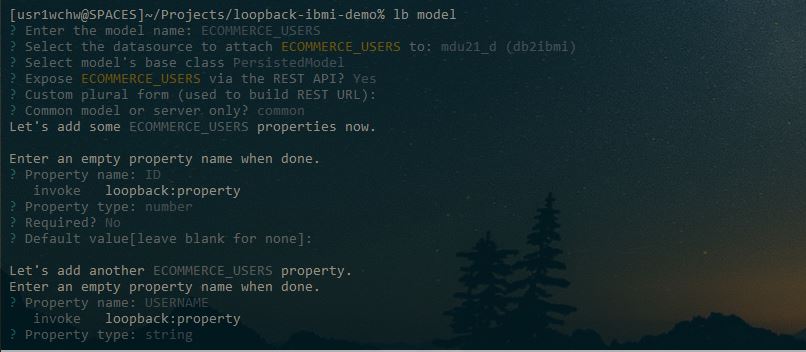 [usr1wchw@SPACES]~/Projects/loopback-ibmi-demo% lb model
? Enter the model name: ECOMMERCE_USERS
? Select the datasource to attach ECOMMERCE_USERS to: mdu21_d (db2ibmi)
? Select model's base class PersistedModel
? Expose ECOMMERCE_USERS via the REST API? Yes
? Custom plural form (used to build REST URL):
? Common model or server only? common
Let's add some ECOMMERCE_USERS properties now.
Enter an empty property name when done.
? Property name: ID
invoke loopback:property
? Property type: number
? Required? No
? Default value[leave blank for none]:
Let's add another ECOMMERCE_USERS property.
Enter an empty property name when done.
? Property name: USERNAME
invoke loopback:property
? Property type: string